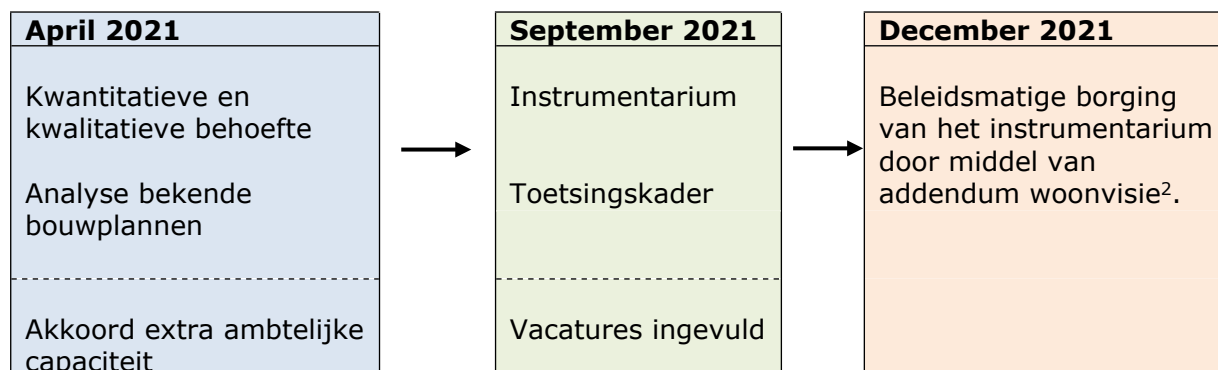 April 2021
Kwantitatieve en
kwalitatieve behoefte
Analyse bekende
bouwplannen
Akkoord extra ambtelijke
capaciteit
September 2021
Instrumentarium
Toetsingskader
Vacatures ingevuld
December 2021
Beleidsmatige borging
van het instrumentarium
door middel van
addendum woonvisie².